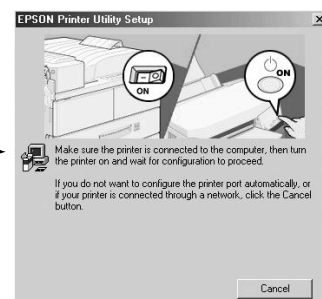 EPSON Printer Utility Setup
ON
ON
Make sure the printer is connected to the computer, then turn
the printer on and wait for configuration to proceed.
If you do not want to configure the printer port automatically, or
if your printer is connected through a network, click the Cancel
button.
Cancel